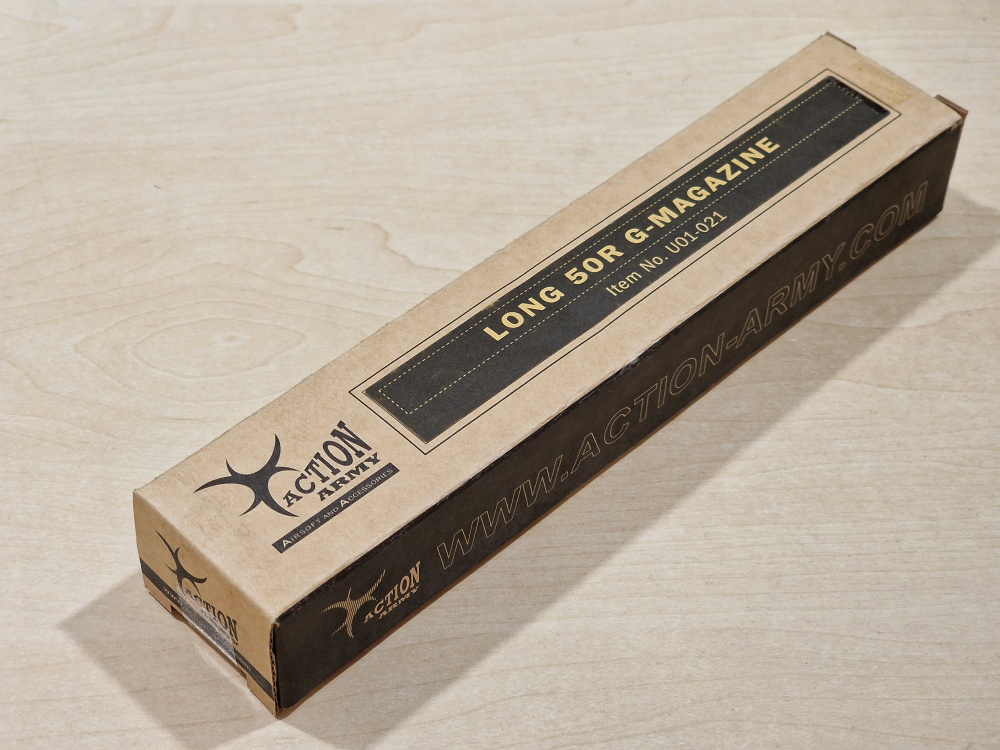 LONG 50R G-MAGAZINE
Item No. U01-021
ACTION
ARMY
AIRSOFT AND ACCESSORIES
WWW.ACTION-ARMY.COM
ACTION
ARMY
ACTION